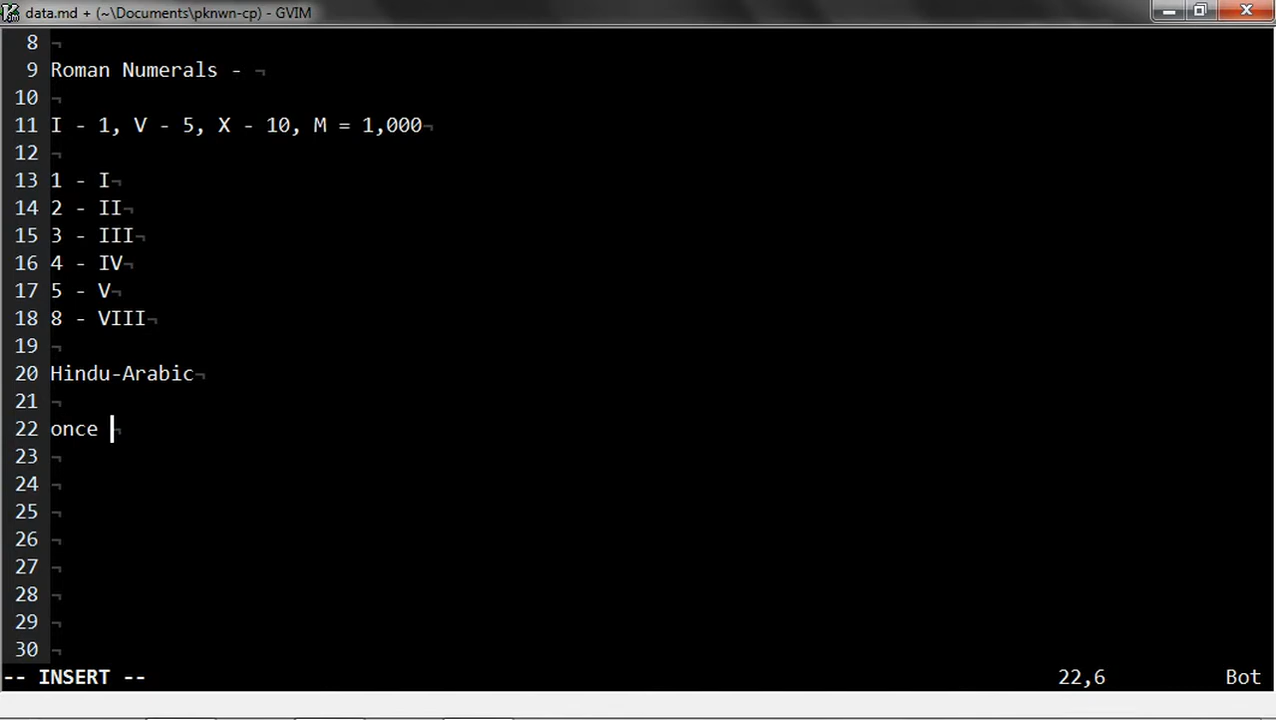 data.md + (~\Documents\pknwn-cp) - GVIM
8 ¬
9 Roman Numerals - ¬
10 ¬
11 I - 1, V - 5, X - 10, M = 1,000¬
12 ¬
13 1 - I¬
14 2 - II¬
15 3 - III¬
16 4 - IV¬
17 5 - V¬
18 8 - VIII¬
19 ¬
20 Hindu-Arabic¬
21 ¬
22 once ¬
23 ¬
24 ¬
25 ¬
26 ¬
27 ¬
28 ¬
29 ¬
30 ¬
-- INSERT -- 22,6 Bot